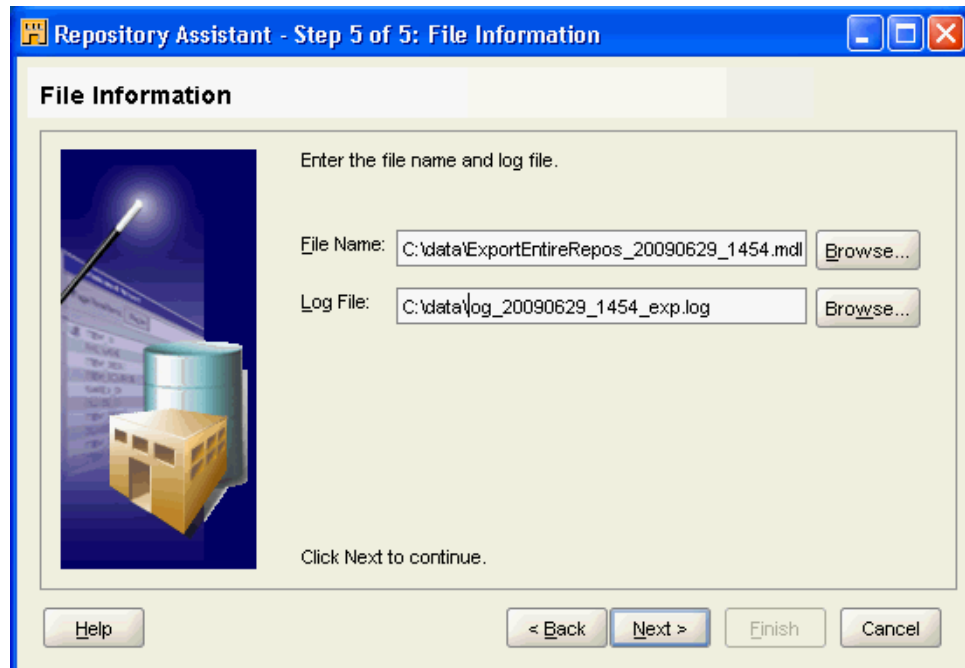 Repository Assistant - Step 5 of 5: File Information
File Information
Enter the file name and log file.
File Name: C:\data\ExportEntireRepos_20090629_1454.mdl Browse...
Log File: C:\data\log_20090629_1454_exp.log Browse...
Click Next to continue.
Help < Back Next > Finish Cancel